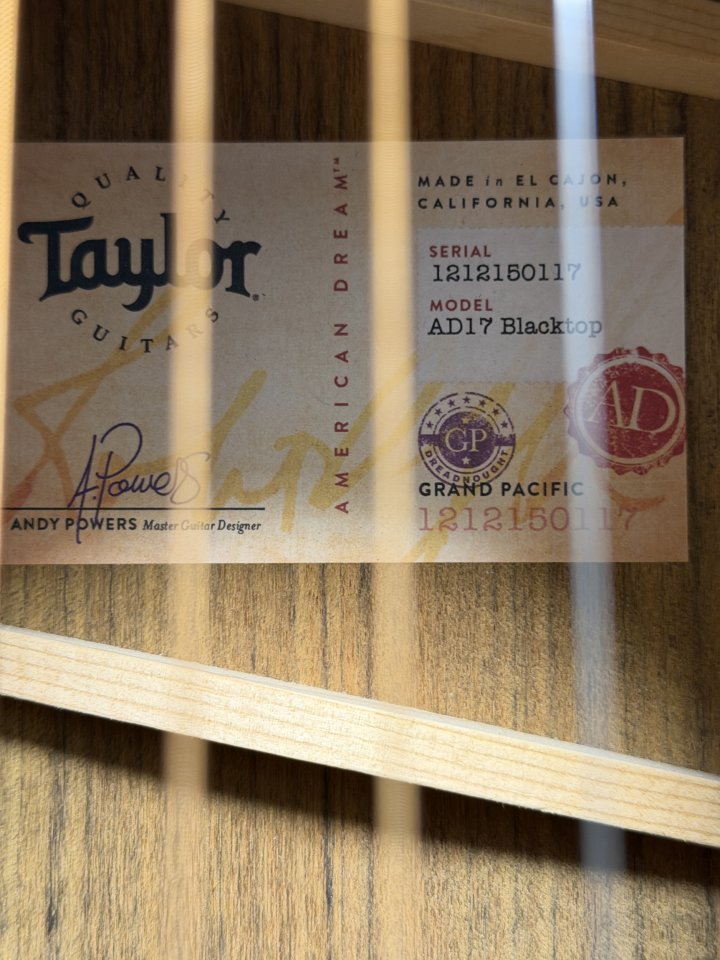 QUALITY
Taylor
GUITARS
A. Powers
ANDY POWERS Master Guitar Designer
AMERICAN DREAM™
MADE in EL CAJON,
CALIFORNIA, USA
SERIAL
1212150117
MODEL
AD17 Blacktop
GP
DREADNOUGHT
AD
GRAND PACIFIC
1212150117